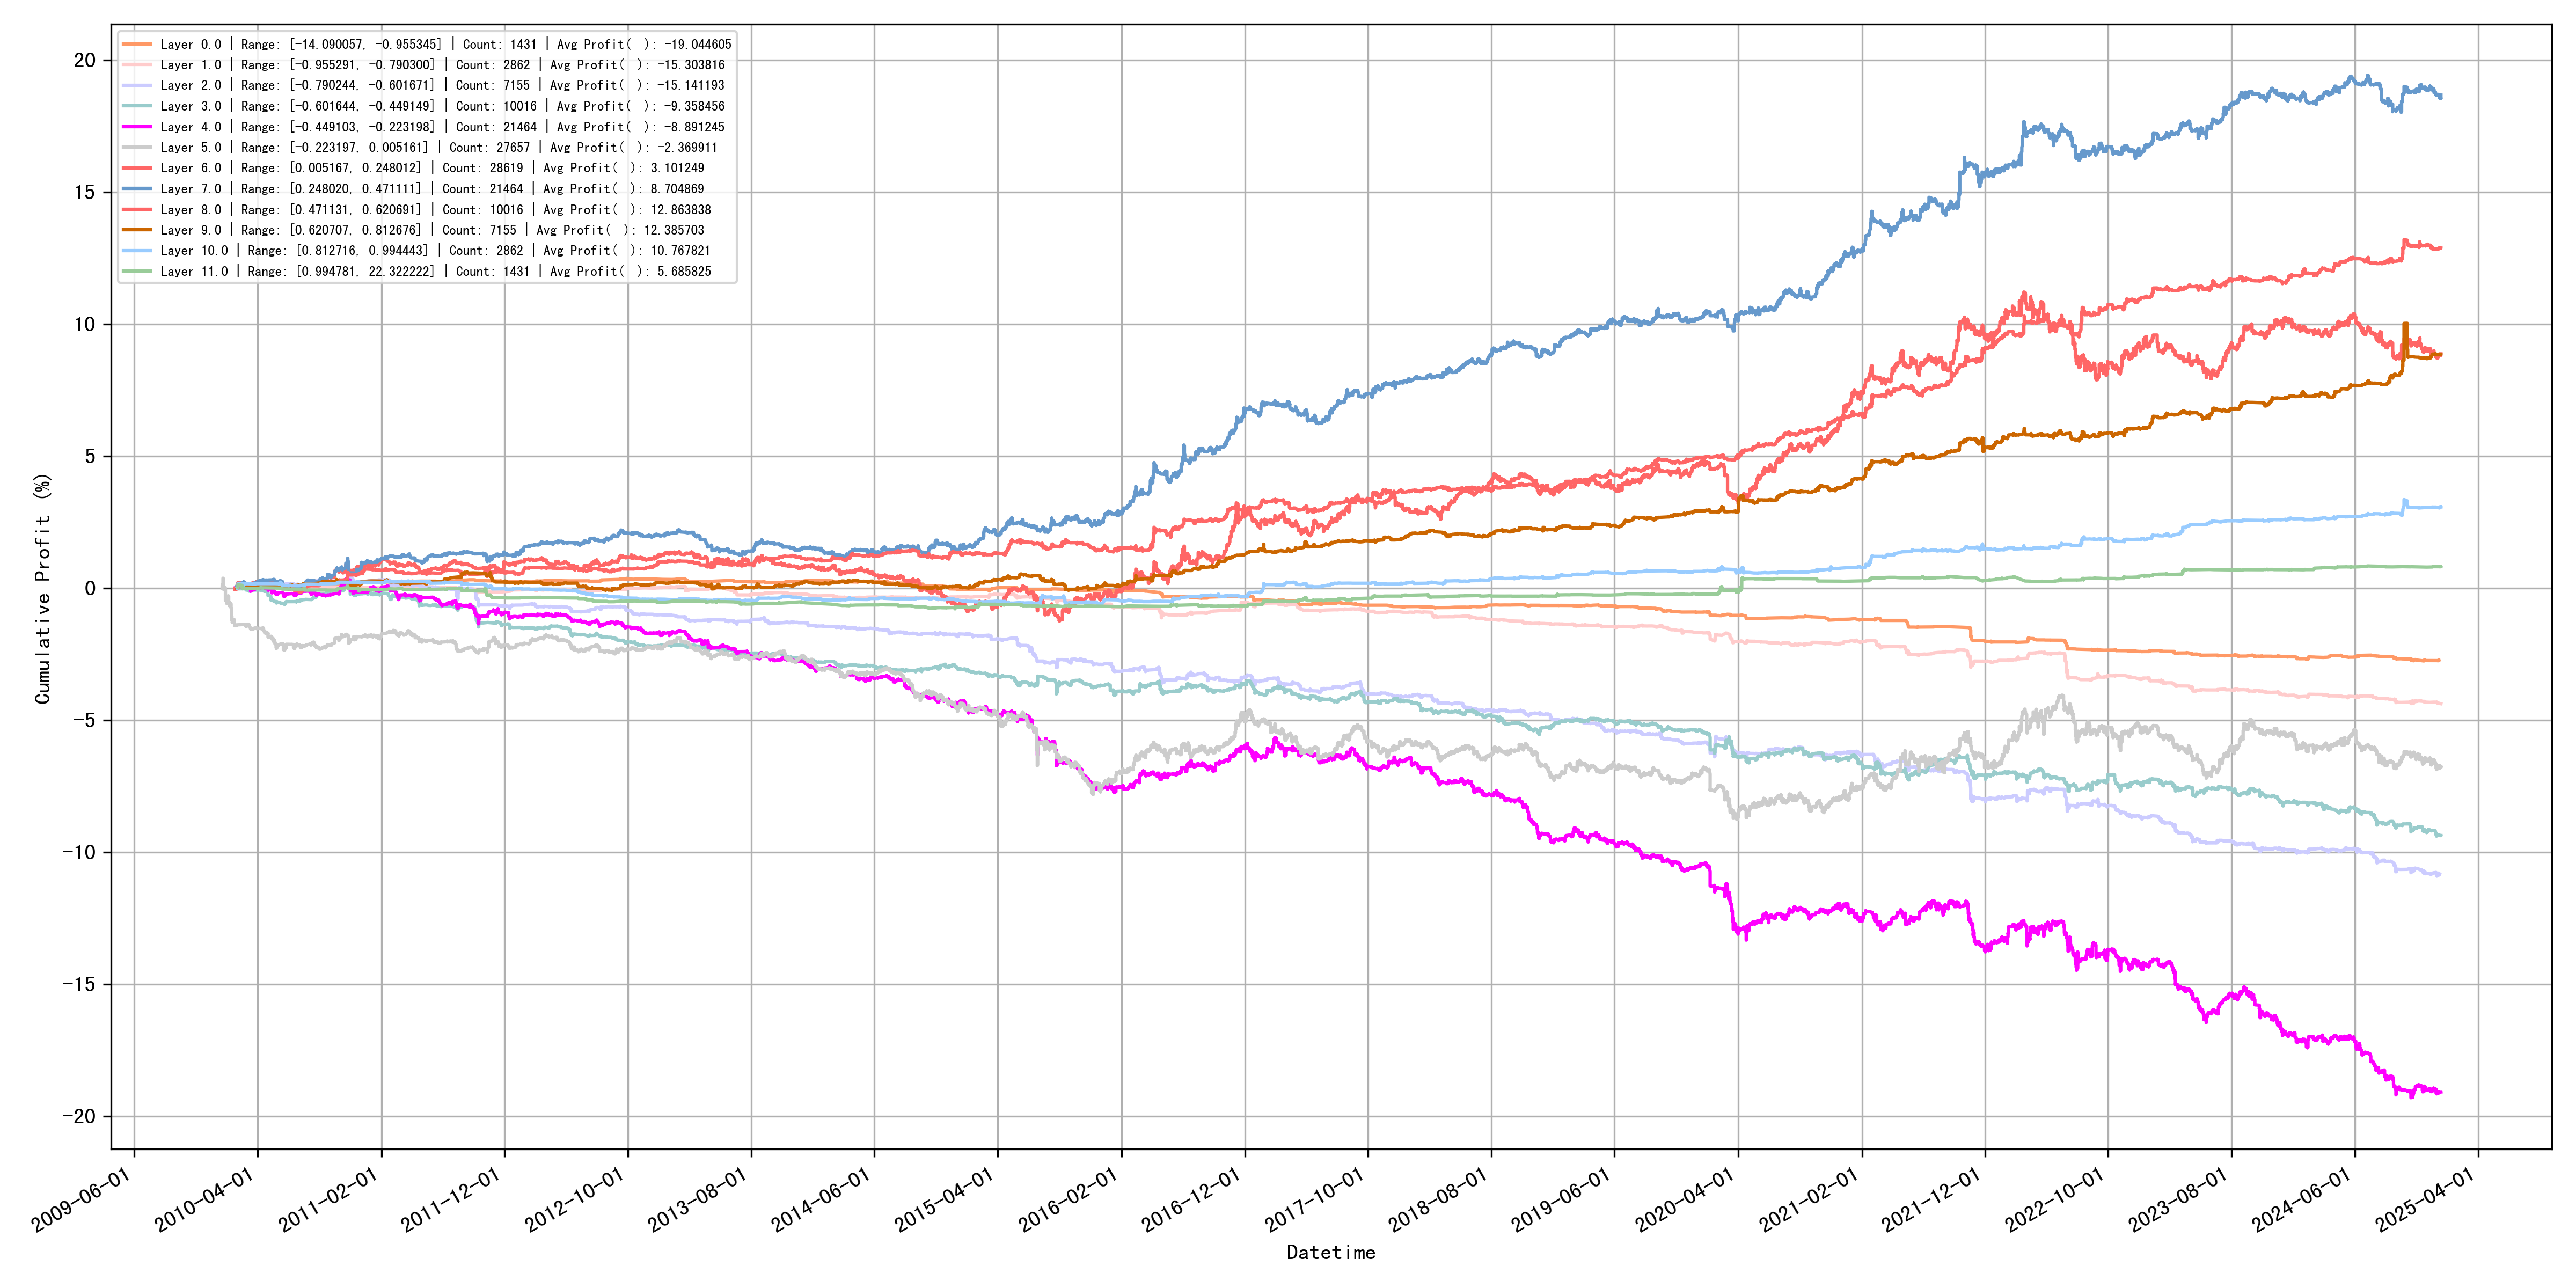 Layer 0.0 | Range: [-14.090057, -0.955345] | Count: 1431 | Avg Profit( ): -19.044605
Layer 1.0 | Range: [-0.955291, -0.790300] | Count: 2862 | Avg Profit( ): -15.303816
Layer 2.0 | Range: [-0.790244, -0.601671] | Count: 7155 | Avg Profit( ): -15.141193
Layer 3.0 | Range: [-0.601644, -0.449149] | Count: 10016 | Avg Profit( ): -9.358456
Layer 4.0 | Range: [-0.449103, -0.223198] | Count: 21464 | Avg Profit( ): -8.891245
Layer 5.0 | Range: [-0.223197, 0.005161] | Count: 27657 | Avg Profit( ): -2.369911
Layer 6.0 | Range: [0.005167, 0.248012] | Count: 28619 | Avg Profit( ): 3.101249
Layer 7.0 | Range: [0.248020, 0.471111] | Count: 21464 | Avg Profit( ): 8.704869
Layer 8.0 | Range: [0.471131, 0.620691] | Count: 10016 | Avg Profit( ): 12.863838
Layer 9.0 | Range: [0.620707, 0.812676] | Count: 7155 | Avg Profit( ): 12.385703
Layer 10.0 | Range: [0.812716, 0.994443] | Count: 2862 | Avg Profit( ): 10.767821
Layer 11.0 | Range: [0.994781, 22.322222] | Count: 1431 | Avg Profit( ): 5.685825
20
15
10
5
0
-5
-10
-15
-20
Cumulative Profit (%)
2009-06-01
2010-04-01
2011-02-01
2011-12-01
2012-10-01
2013-08-01
2014-06-01
2015-04-01
2016-02-01
2016-12-01
2017-10-01
2018-08-01
2019-06-01
2020-04-01
2021-02-01
2021-12-01
2022-10-01
2023-08-01
2024-06-01
2025-04-01
Datetime